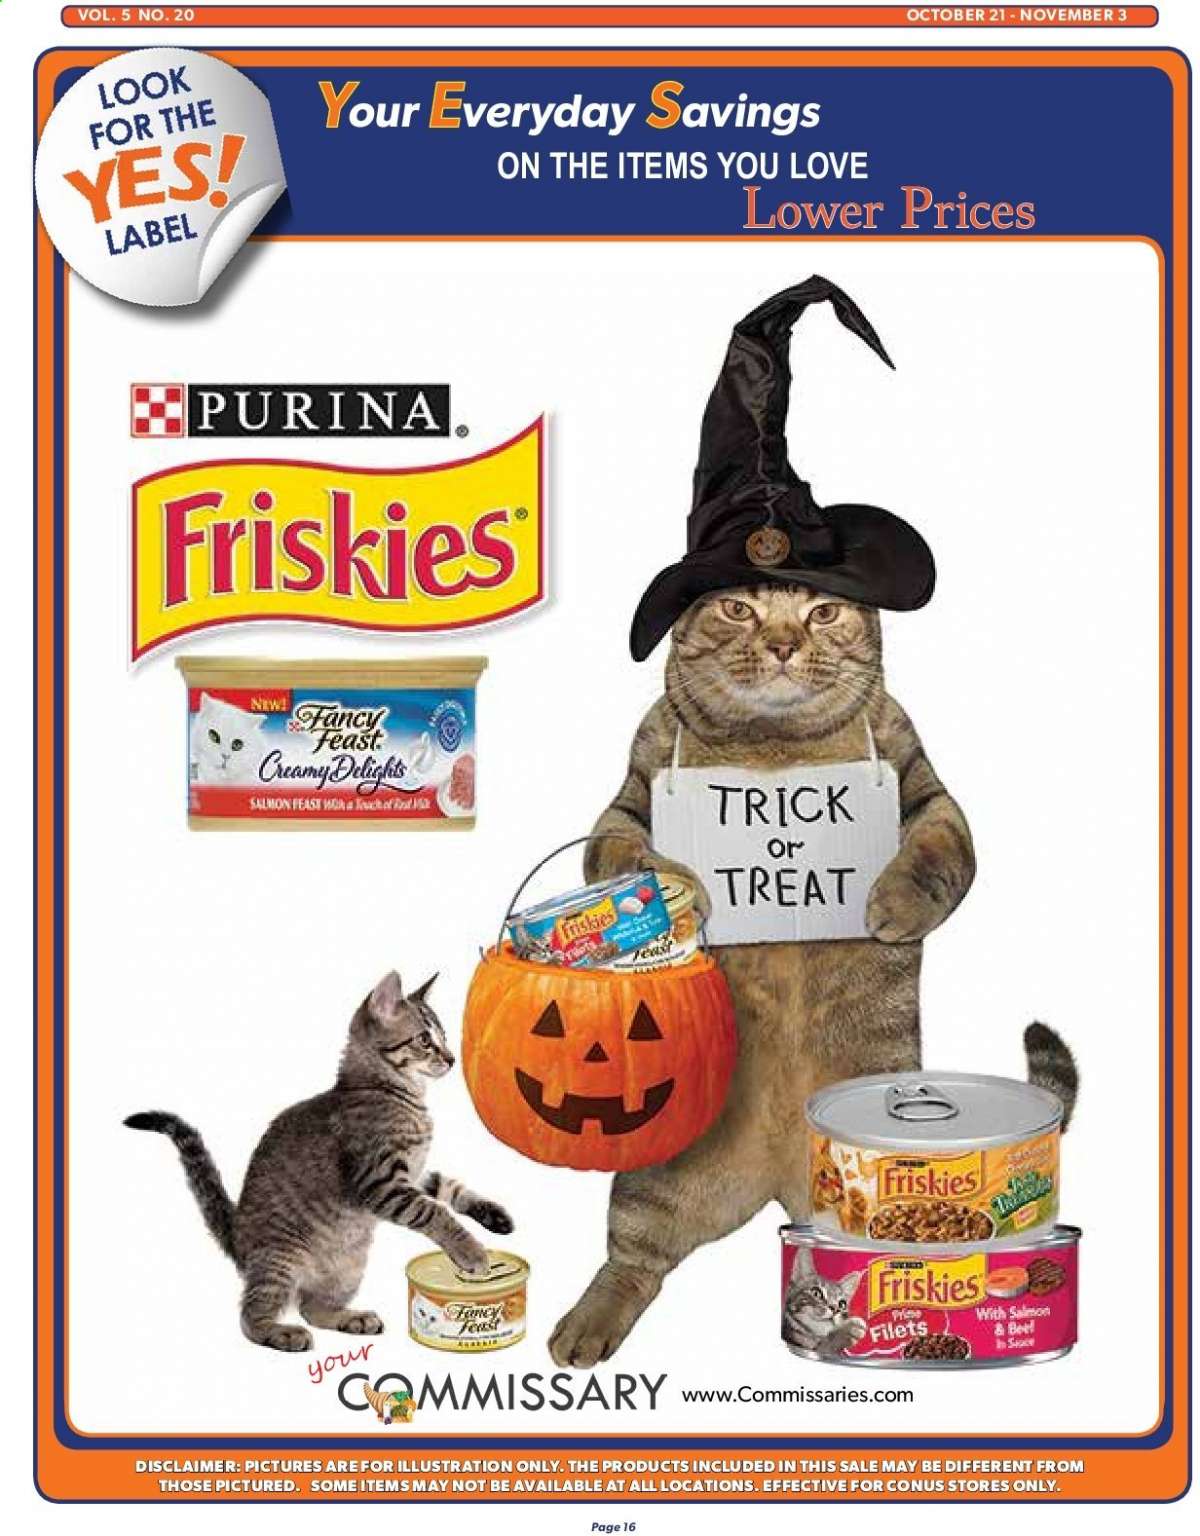 VOL. 5 NO. 20
OCTOBER 21 - NOVEMBER 3
LOOK
FOR THE
YES!
LABEL
Your Everyday Savings
ON THE ITEMS YOU LOVE
Lower Prices
PURINA®
Friskies®
NEW!
Fancy
Feast.
Creamy Delights
SALMON FEAST With a Touch of Real Milk
TRICK
or
TREAT
Friskies
Filets
Feast
CLASSIC
Friskies
PURINA
Friskies
Prime
Filets
With Salmon
& Beef
In Sauce
Fancy
Feast
CLASSIC
your
COMMISSARY
www.Commissaries.com
DISCLAIMER: PICTURES ARE FOR ILLUSTRATION ONLY. THE PRODUCTS INCLUDED IN THIS SALE MAY BE DIFFERENT FROM
THOSE PICTURED. SOME ITEMS MAY NOT BE AVAILABLE AT ALL LOCATIONS. EFFECTIVE FOR CONUS STORES ONLY.
Page 16